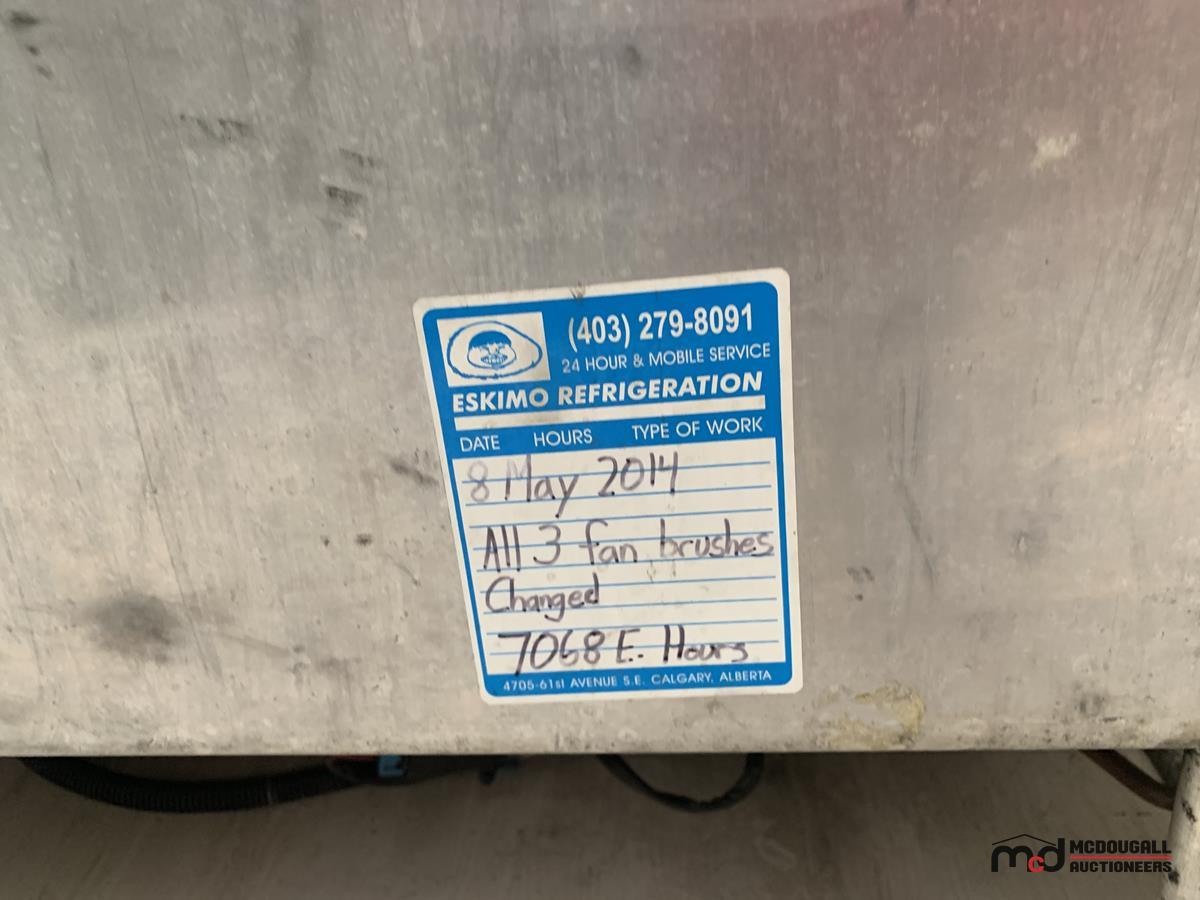 (403) 279-8091
24 HOUR & MOBILE SERVICE
ESKIMO REFRIGERATION
DATE HOURS TYPE OF WORK
8 May 2014
All 3 fan brushes
Changed
7068 E. Hours
4705-61st AVENUE S.E. CALGARY, ALBERTA
mcd MCDOUGALL
AUCTIONEERS